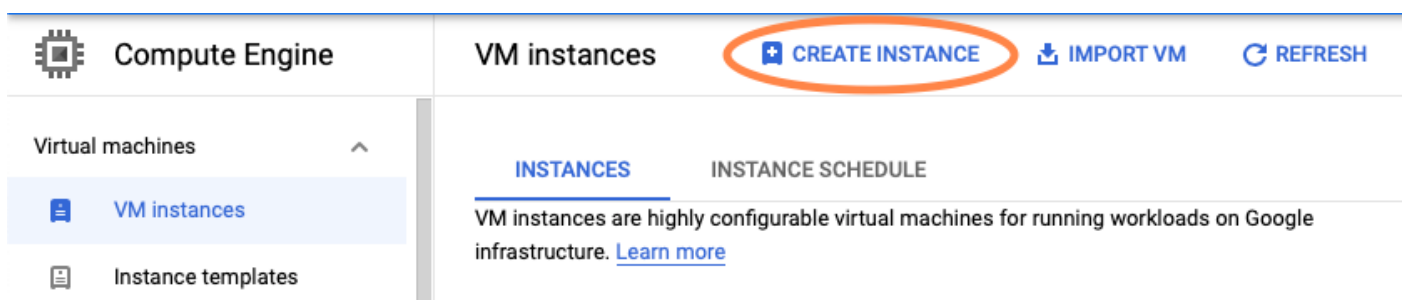 Compute Engine
VM instances
CREATE INSTANCE
IMPORT VM
REFRESH
Virtual machines
VM instances
Instance templates
INSTANCES
INSTANCE SCHEDULE
VM instances are highly configurable virtual machines for running workloads on Google
infrastructure. Learn more